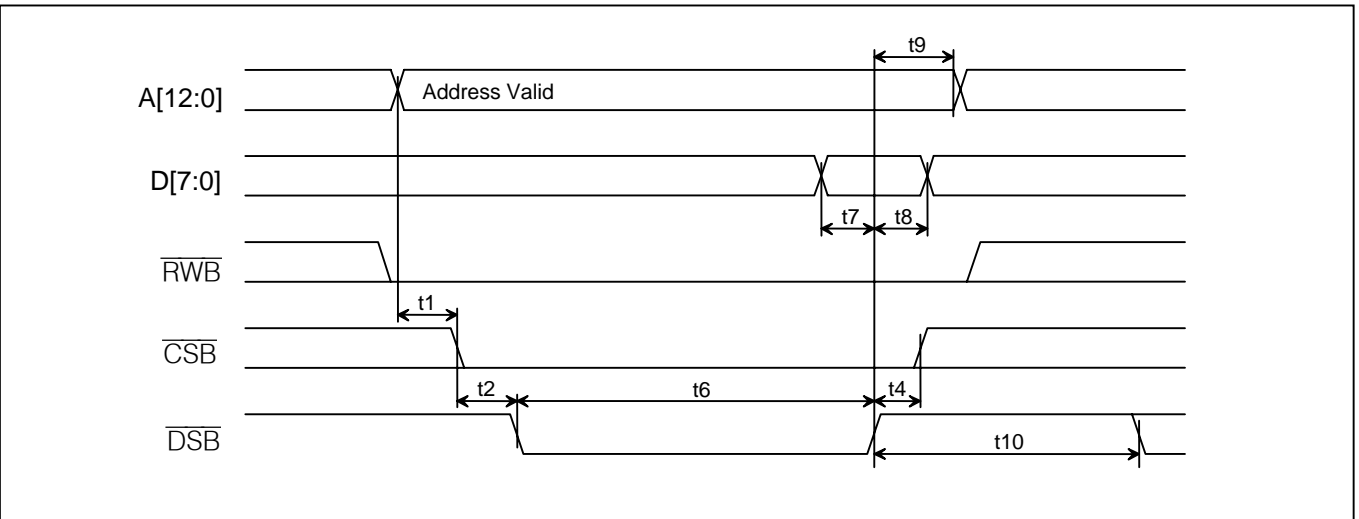 t9
A[12:0] Address Valid
D[7:0]
t7 t8
RWB
t1
CSB
t2 t6 t4
DSB
t10